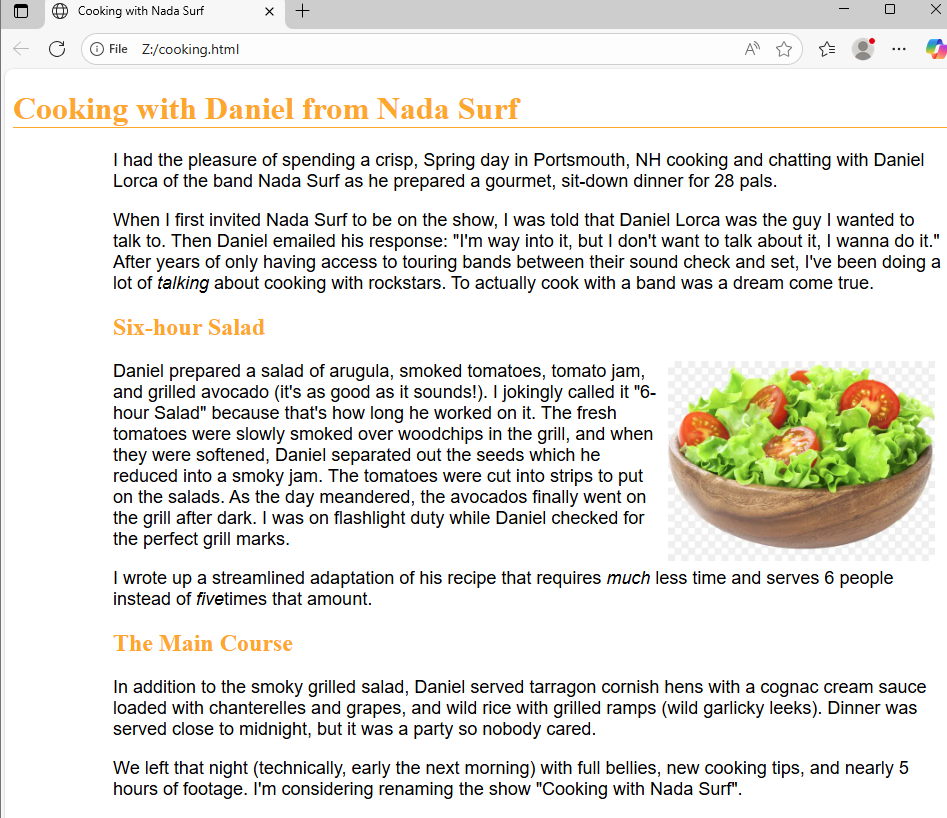 Cooking with Nada Surf
File Z:/cooking.html
Cooking with Daniel from Nada Surf
I had the pleasure of spending a crisp, Spring day in Portsmouth, NH cooking and chatting with Daniel
Lorca of the band Nada Surf as he prepared a gourmet, sit-down dinner for 28 pals.
When I first invited Nada Surf to be on the show, I was told that Daniel Lorca was the guy I wanted to
talk to. Then Daniel emailed his response: "I'm way into it, but I don't want to talk about it, I wanna do it."
After years of only having access to touring bands between their sound check and set, I've been doing a
lot of talking about cooking with rockstars. To actually cook with a band was a dream come true.
Six-hour Salad
Daniel prepared a salad of arugula, smoked tomatoes, tomato jam,
and grilled avocado (it's as good as it sounds!). I jokingly called it "6-
hour Salad" because that's how long he worked on it. The fresh
tomatoes were slowly smoked over woodchips in the grill, and when
they were softened, Daniel separated out the seeds which he
reduced into a smoky jam. The tomatoes were cut into strips to put
on the salads. As the day meandered, the avocados finally went on
the grill after dark. I was on flashlight duty while Daniel checked for
the perfect grill marks.
I wrote up a streamlined adaptation of his recipe that requires much less time and serves 6 people
instead of fivetimes that amount.
The Main Course
In addition to the smoky grilled salad, Daniel served tarragon cornish hens with a cognac cream sauce
loaded with chanterelles and grapes, and wild rice with grilled ramps (wild garlicky leeks). Dinner was
served close to midnight, but it was a party so nobody cared.
We left that night (technically, early the next morning) with full bellies, new cooking tips, and nearly 5
hours of footage. I'm considering renaming the show "Cooking with Nada Surf".